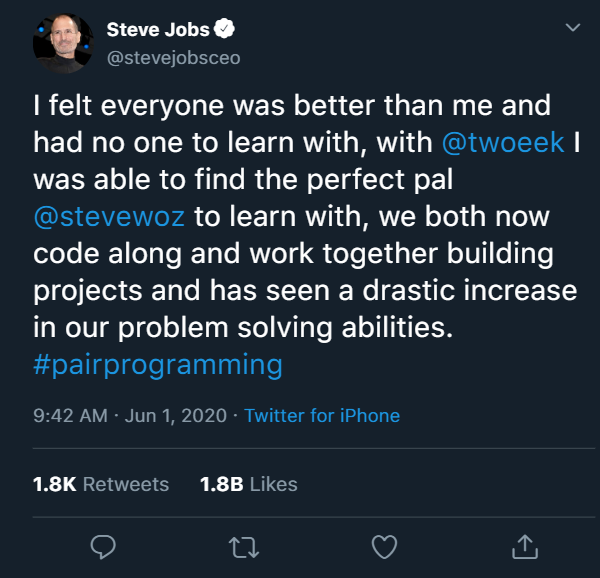 Steve Jobs
@stevejobsceo
I felt everyone was better than me and
had no one to learn with, with @twoeek I
was able to find the perfect pal
@stevewoz to learn with, we both now
code along and work together building
projects and has seen a drastic increase
in our problem solving abilities.
#pairprogramming
9:42 AM · Jun 1, 2020 · Twitter for iPhone
1.8K Retweets 1.8B Likes